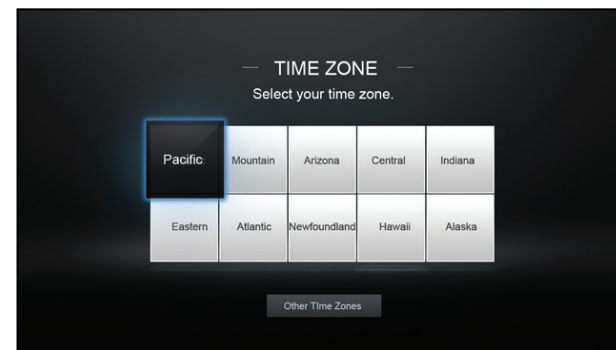 TIME ZONE
Select your time zone.
Pacific Mountain Arizona Central Indiana
Eastern Atlantic Newfoundland Hawaii Alaska
Other TIme Zones